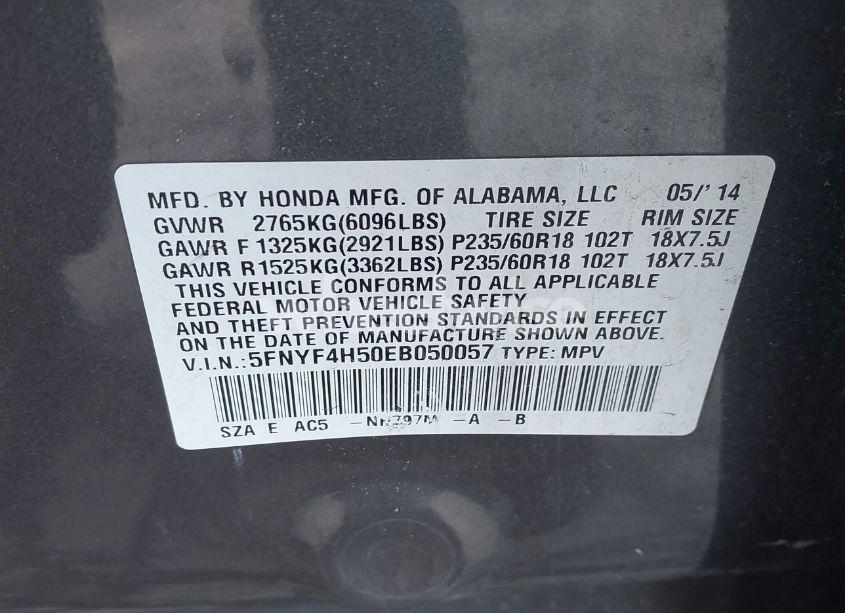 MFD. BY HONDA MFG. OF ALABAMA, LLC 05/' 14
GVWR 2765KG(6096LBS) TIRE SIZE RIM SIZE
GAWR F 1325KG(2921LBS) P235/60R18 102T 18X7.5J
GAWR R 1525KG(3362LBS) P235/60R18 102T 18X7.5J
THIS VEHICLE CONFORMS TO ALL APPLICABLE
FEDERAL MOTOR VEHICLE SAFETY
AND THEFT PREVENTION STANDARDS IN EFFECT
ON THE DATE OF MANUFACTURE SHOWN ABOVE.
V.I.N.:5FNYF4H50EB050057 TYPE: MPV
SZA E AC5 -NH797M -A -B